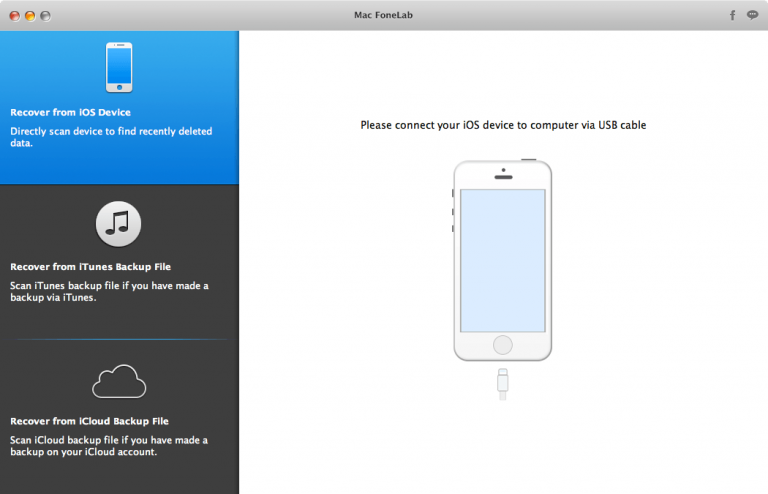 Mac FoneLab
Recover from iOS Device
Directly scan device to find recently deleted
data.
Recover from iTunes Backup File
Scan iTunes backup file if you have made a
backup via iTunes.
Recover from iCloud Backup File
Scan iCloud backup file if you have made a
backup on your iCloud account.
Please connect your iOS device to computer via USB cable